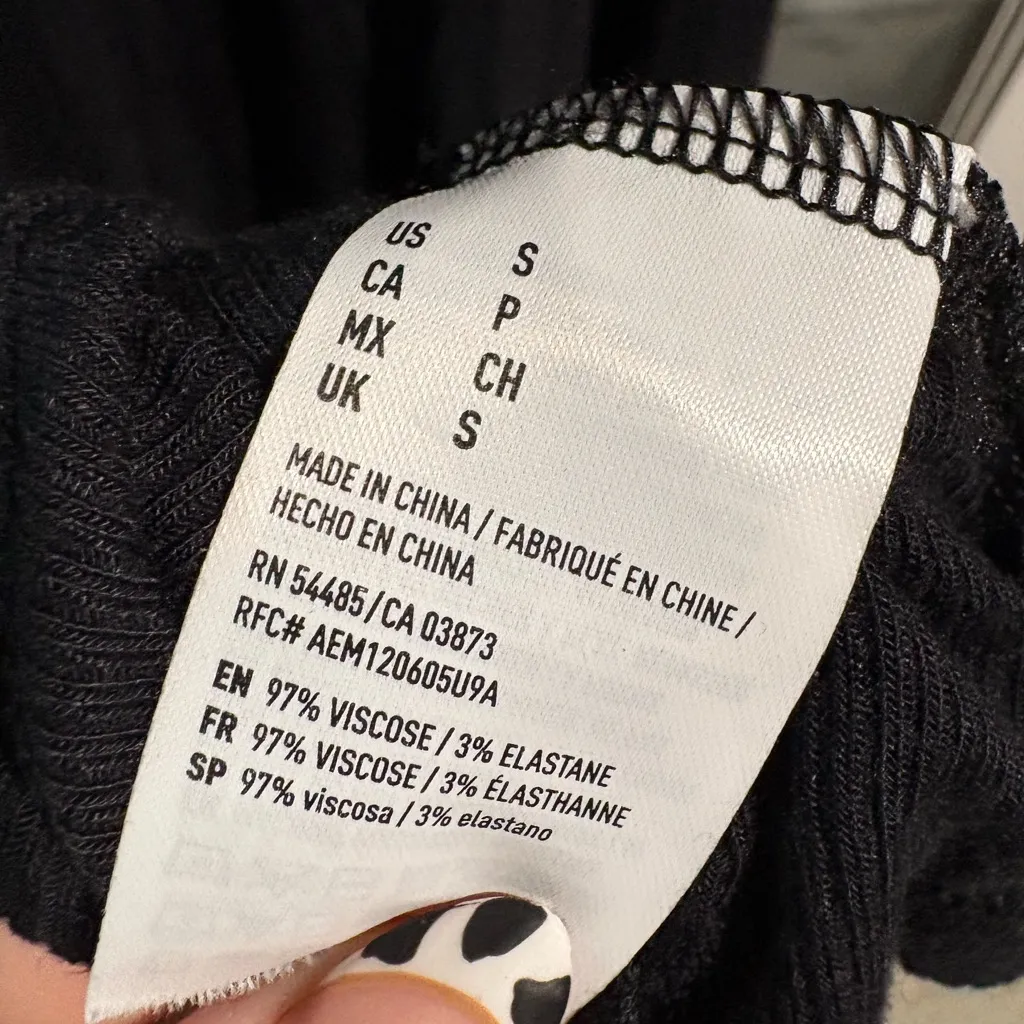 US S
CA P
MX CH
UK S
MADE IN CHINA / FABRIQUÉ EN CHINE /
HECHO EN CHINA
RN 54485 / CA 03873
RFC# AEM120605U9A
EN 97% VISCOSE / 3% ELASTANE
FR 97% VISCOSE / 3% ÉLASTHANNE
SP 97% viscosa / 3% elastano